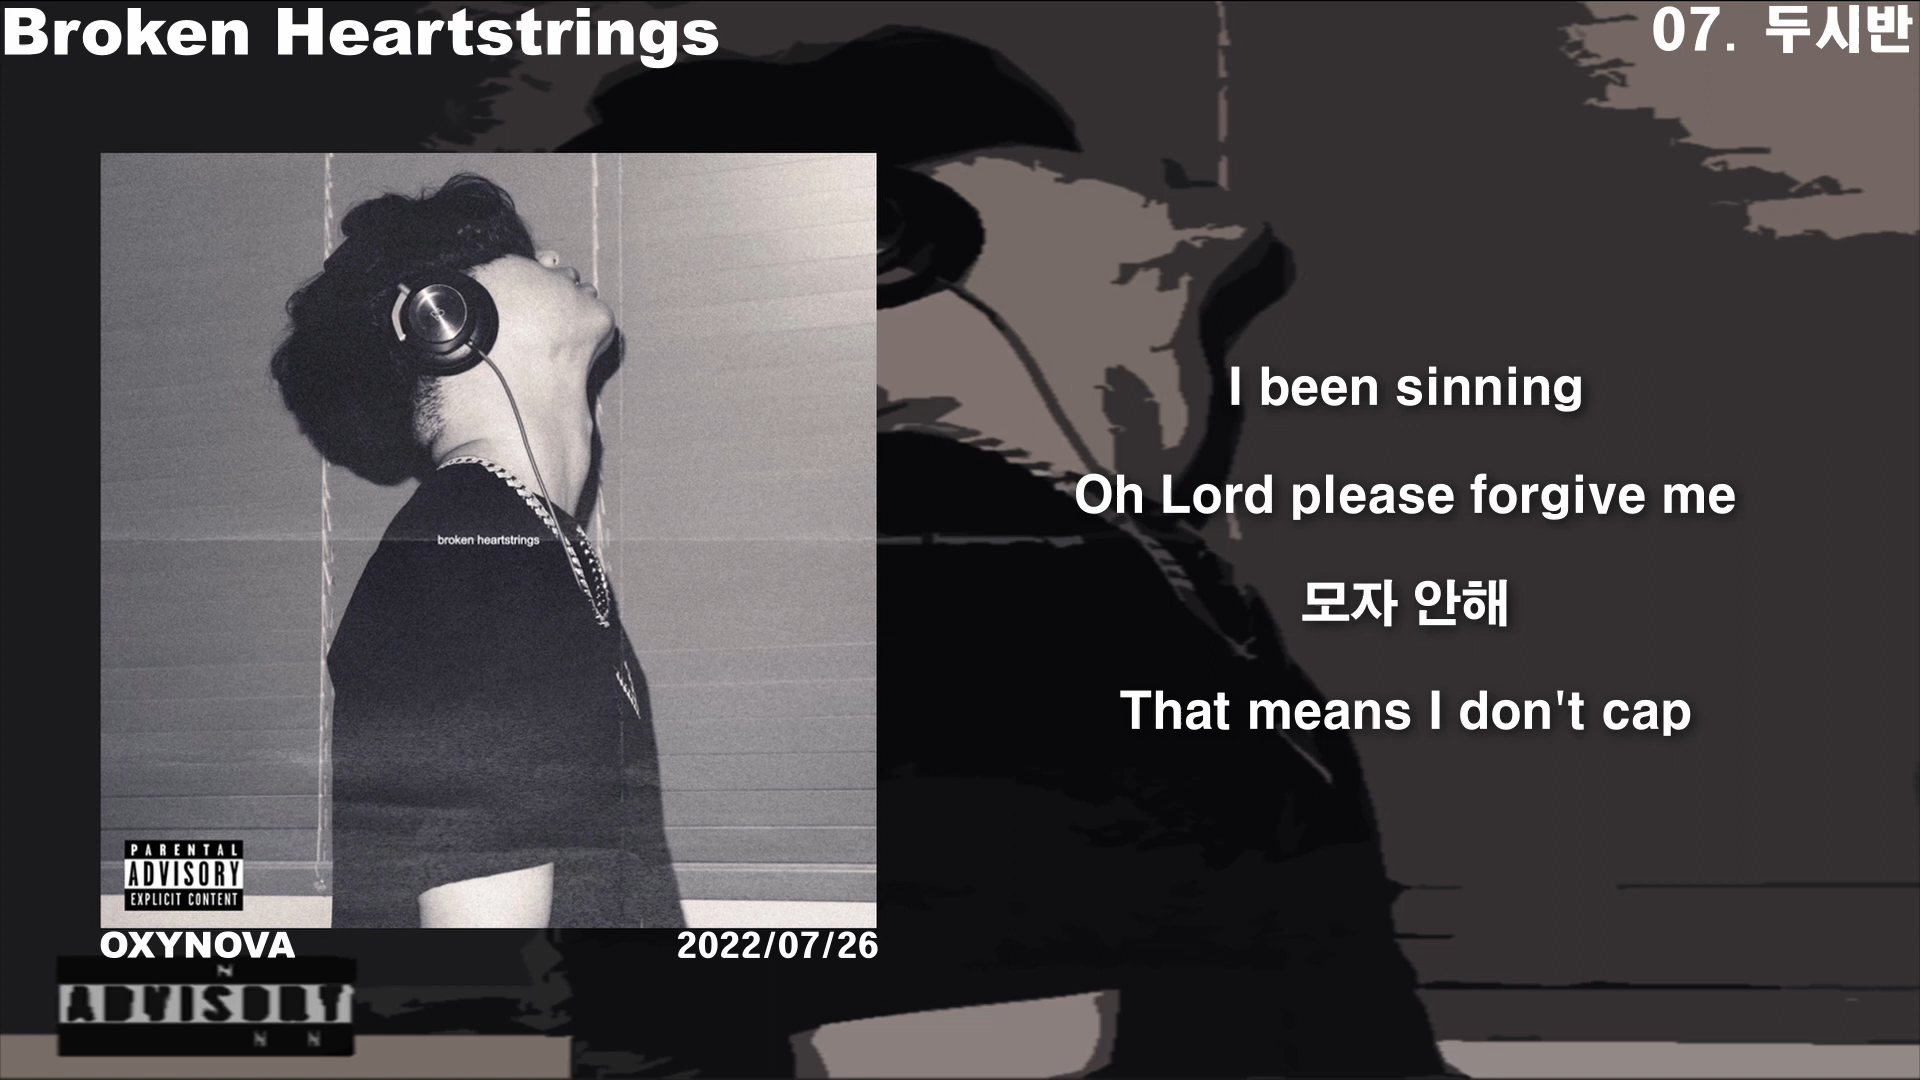 Broken Heartstrings
07. 두시반
broken heartstrings
I been sinning
Oh Lord please forgive me
모자 안해
That means I don't cap
PARENTAL
ADVISORY
EXPLICIT CONTENT
OXYNOVA
2022/07/26
ADVISORY